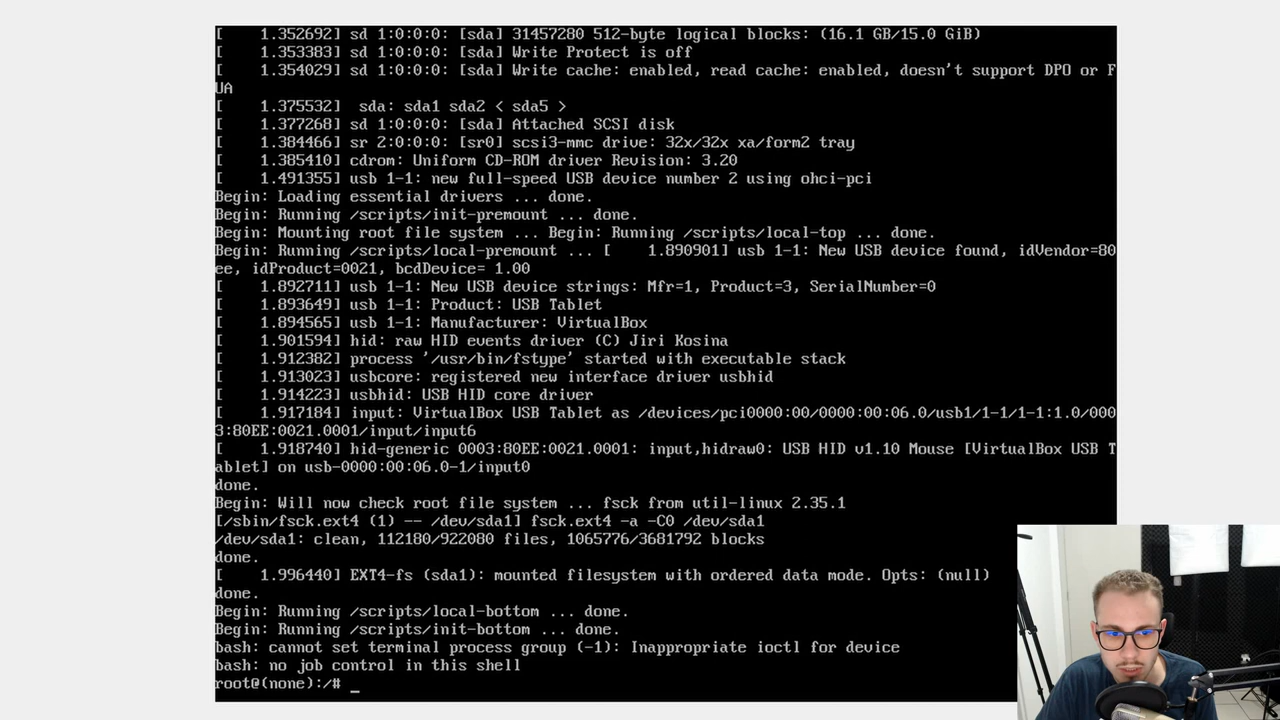 [    1.352692] sd 1:0:0:0: [sda] 31457280 512-byte logical blocks: (16.1 GB/15.0 GiB)
[    1.353383] sd 1:0:0:0: [sda] Write Protect is off
[    1.354029] sd 1:0:0:0: [sda] Write cache: enabled, read cache: enabled, doesn't support DPO or F
UA
[    1.375532]  sda: sda1 sda2 < sda5 >
[    1.377268] sd 1:0:0:0: [sda] Attached SCSI disk
[    1.384466] sr 2:0:0:0: [sr0] scsi3-mmc drive: 32x/32x xa/form2 tray
[    1.385410] cdrom: Uniform CD-ROM driver Revision: 3.20
[    1.491355] usb 1-1: new full-speed USB device number 2 using ohci-pci
Begin: Loading essential drivers ... done.
Begin: Running /scripts/init-premount ... done.
Begin: Mounting root file system ... Begin: Running /scripts/local-top ... done.
Begin: Running /scripts/local-premount ... [    1.890901] usb 1-1: New USB device found, idVendor=80
ee, idProduct=0021, bcdDevice= 1.00
[    1.892711] usb 1-1: New USB device strings: Mfr=1, Product=3, SerialNumber=0
[    1.893649] usb 1-1: Product: USB Tablet
[    1.894565] usb 1-1: Manufacturer: VirtualBox
[    1.901594] hid: raw HID events driver (C) Jiri Kosina
[    1.912382] process '/usr/bin/fstype' started with executable stack
[    1.913023] usbcore: registered new interface driver usbhid
[    1.914223] usbhid: USB HID core driver
[    1.917184] input: VirtualBox USB Tablet as /devices/pci0000:00/0000:00:06.0/usb1/1-1/1-1:1.0/000
3:80EE:0021.0001/input/input6
[    1.918740] hid-generic 0003:80EE:0021.0001: input,hidraw0: USB HID v1.10 Mouse [VirtualBox USB T
ablet] on usb-0000:00:06.0-1/input0
done.
Begin: Will now check root file system ... fsck from util-linux 2.35.1
[/sbin/fsck.ext4 (1) -- /dev/sda1] fsck.ext4 -a -C0 /dev/sda1
/dev/sda1: clean, 112180/922080 files, 1065776/3681792 blocks
done.
[    1.996440] EXT4-fs (sda1): mounted filesystem with ordered data mode. Opts: (null)
done.
Begin: Running /scripts/local-bottom ... done.
Begin: Running /scripts/init-bottom ... done.
bash: cannot set terminal process group (-1): Inappropriate ioctl for device
bash: no job control in this shell
root@(none):/# _